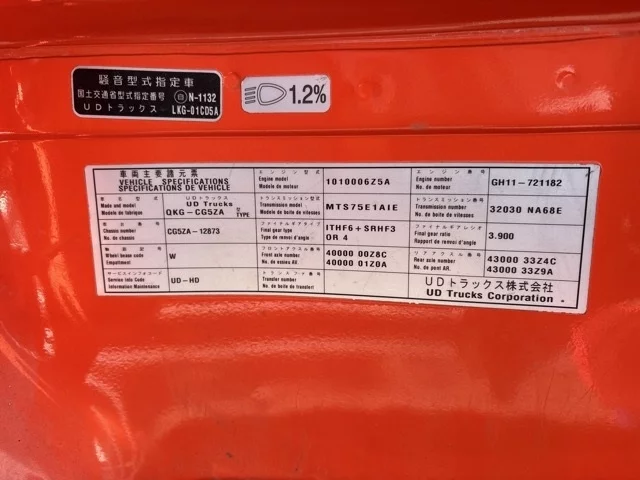 騒音型式指定車
国土交通省型式指定番号 N-1132
UDトラックス LKG-01CD5A
1.2%
車両主要諸元表
VEHICLE SPECIFICATIONS
SPECIFICATIONS DE VEHICLE
車名型式 UDトラックス
Make and model UD Trucks
Modele de fabrique QKG-CG5ZA 型 TYPE
車台番号
Chassis number CG5ZA-12873
No. de chassis
軸距記号
Wheel base code W
Empattement
サービスインフォコード
Service info Code UD-HD
Information Maintenance
エンジン型式
Engine model 1010006Z5A
Modele de moteur
トランスミッション型式
Transmission model MTS75E1AIE
Modele de boite de vitesses
ファイナルギヤタイプ
Final gear type ITHF6+SRHF3
Type de renvoi d'angle OR 4
フロントアクスル番号
Front axle number 40000 00Z8C
No. de essieu AV 40000 01Z0A
トランスファ番号
Transfer number
No. de boite de transfert
エンジン番号
Engine number GH11-721182
No. de moteur
トランスミッション番号
Transmission number 32030 NA68E
No. de boite de vitesses
ファイナルギアレシオ
Final gear ratio 3.900
Rapport de renvoi d'angle
リアアクスル番号
Rear axle number 43000 33Z4C
No. de pont AR. 43000 33Z9A
UDトラックス株式会社
UD Trucks Corporation